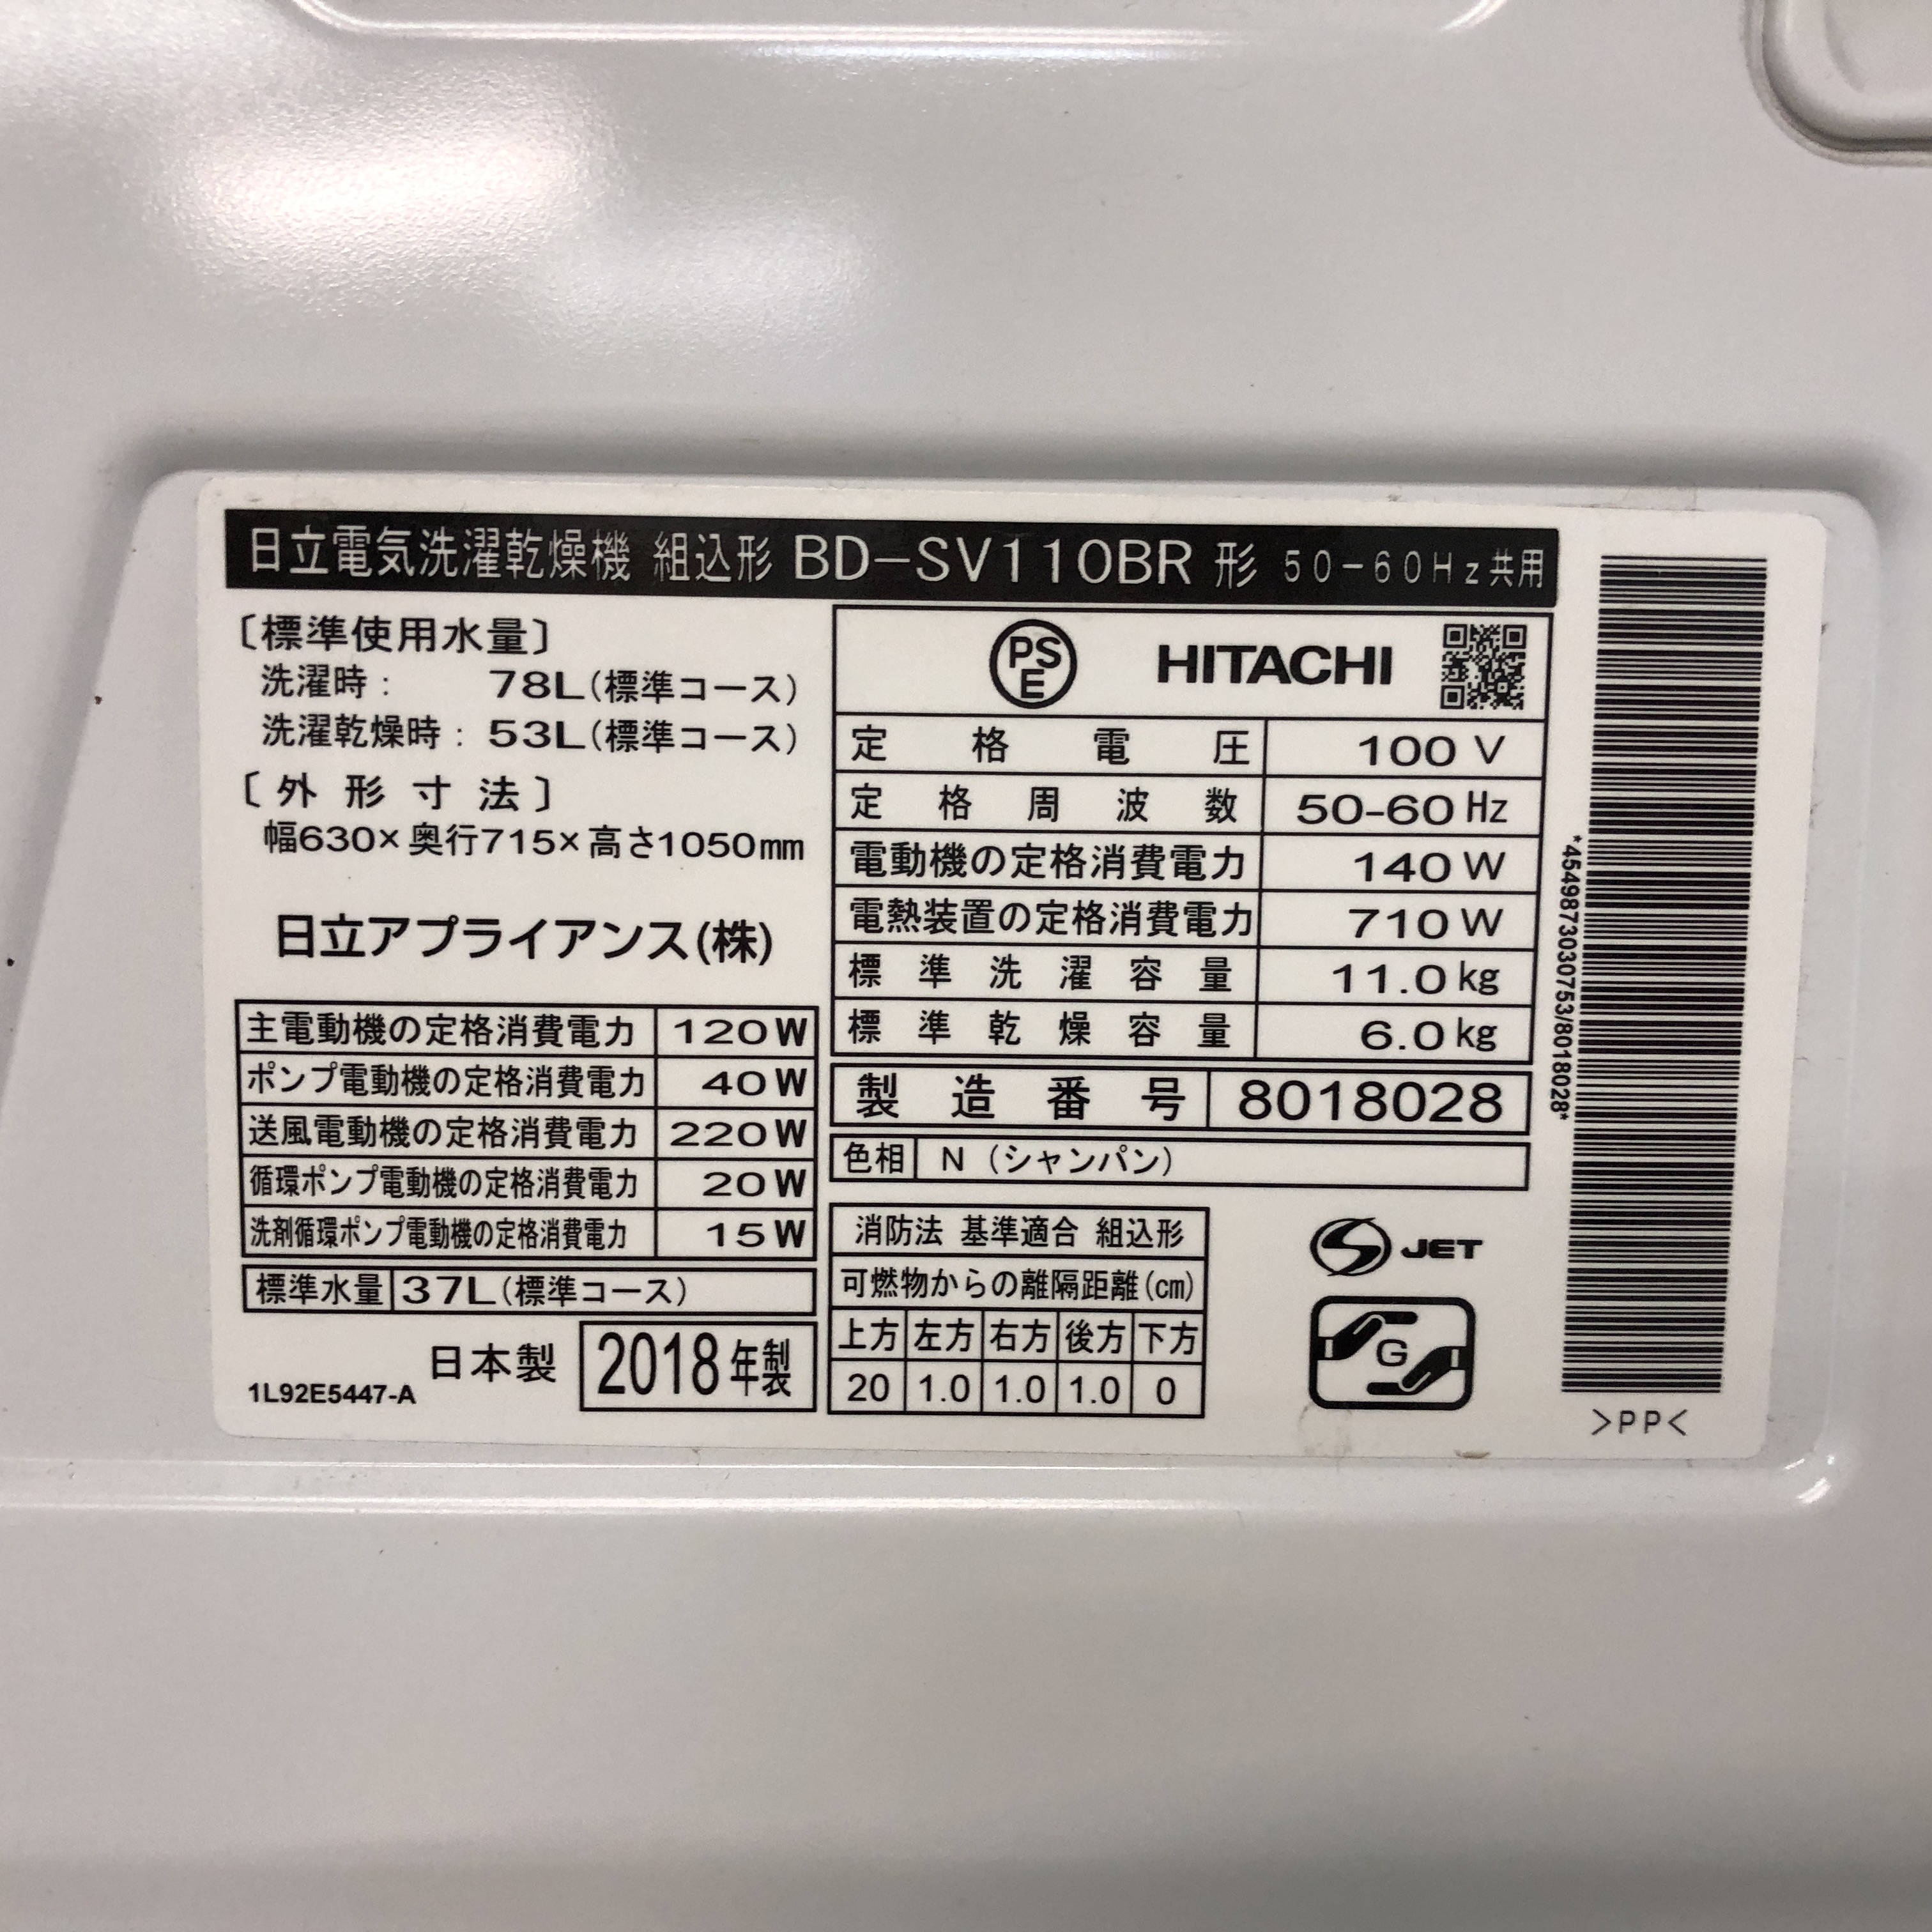 日立電気洗濯乾燥機 組込形 BD-SV110BR 形 50-60Hz共用
〔標準使用水量〕
洗濯時: 78L(標準コース)
洗濯乾燥時: 53L(標準コース)
〔外形寸法〕
幅630×奥行715×高さ1050mm
日立アプライアンス(株)
主電動機の定格消費電力 120W
ポンプ電動機の定格消費電力 40W
送風電動機の定格消費電力 220W
循環ポンプ電動機の定格消費電力 20W
洗剤循環ポンプ電動機の定格消費電力 15W
標準水量 37L(標準コース)
日本製 2018年製
1L92E5447-A
PS
E
HITACHI
定格電圧 100 V
定格周波数 50-60 Hz
電動機の定格消費電力 140 W
電熱装置の定格消費電力 710 W
標準洗濯容量 11.0 kg
標準乾燥容量 6.0 kg
製造番号 8018028
色相 N (シャンパン)
消防法 基準適合 組込形
可燃物からの離隔距離(cm)
上方 左方 右方 後方 下方
20 1.0 1.0 1.0 0
S JET
G
*4549873030753/8018028*
>PP<